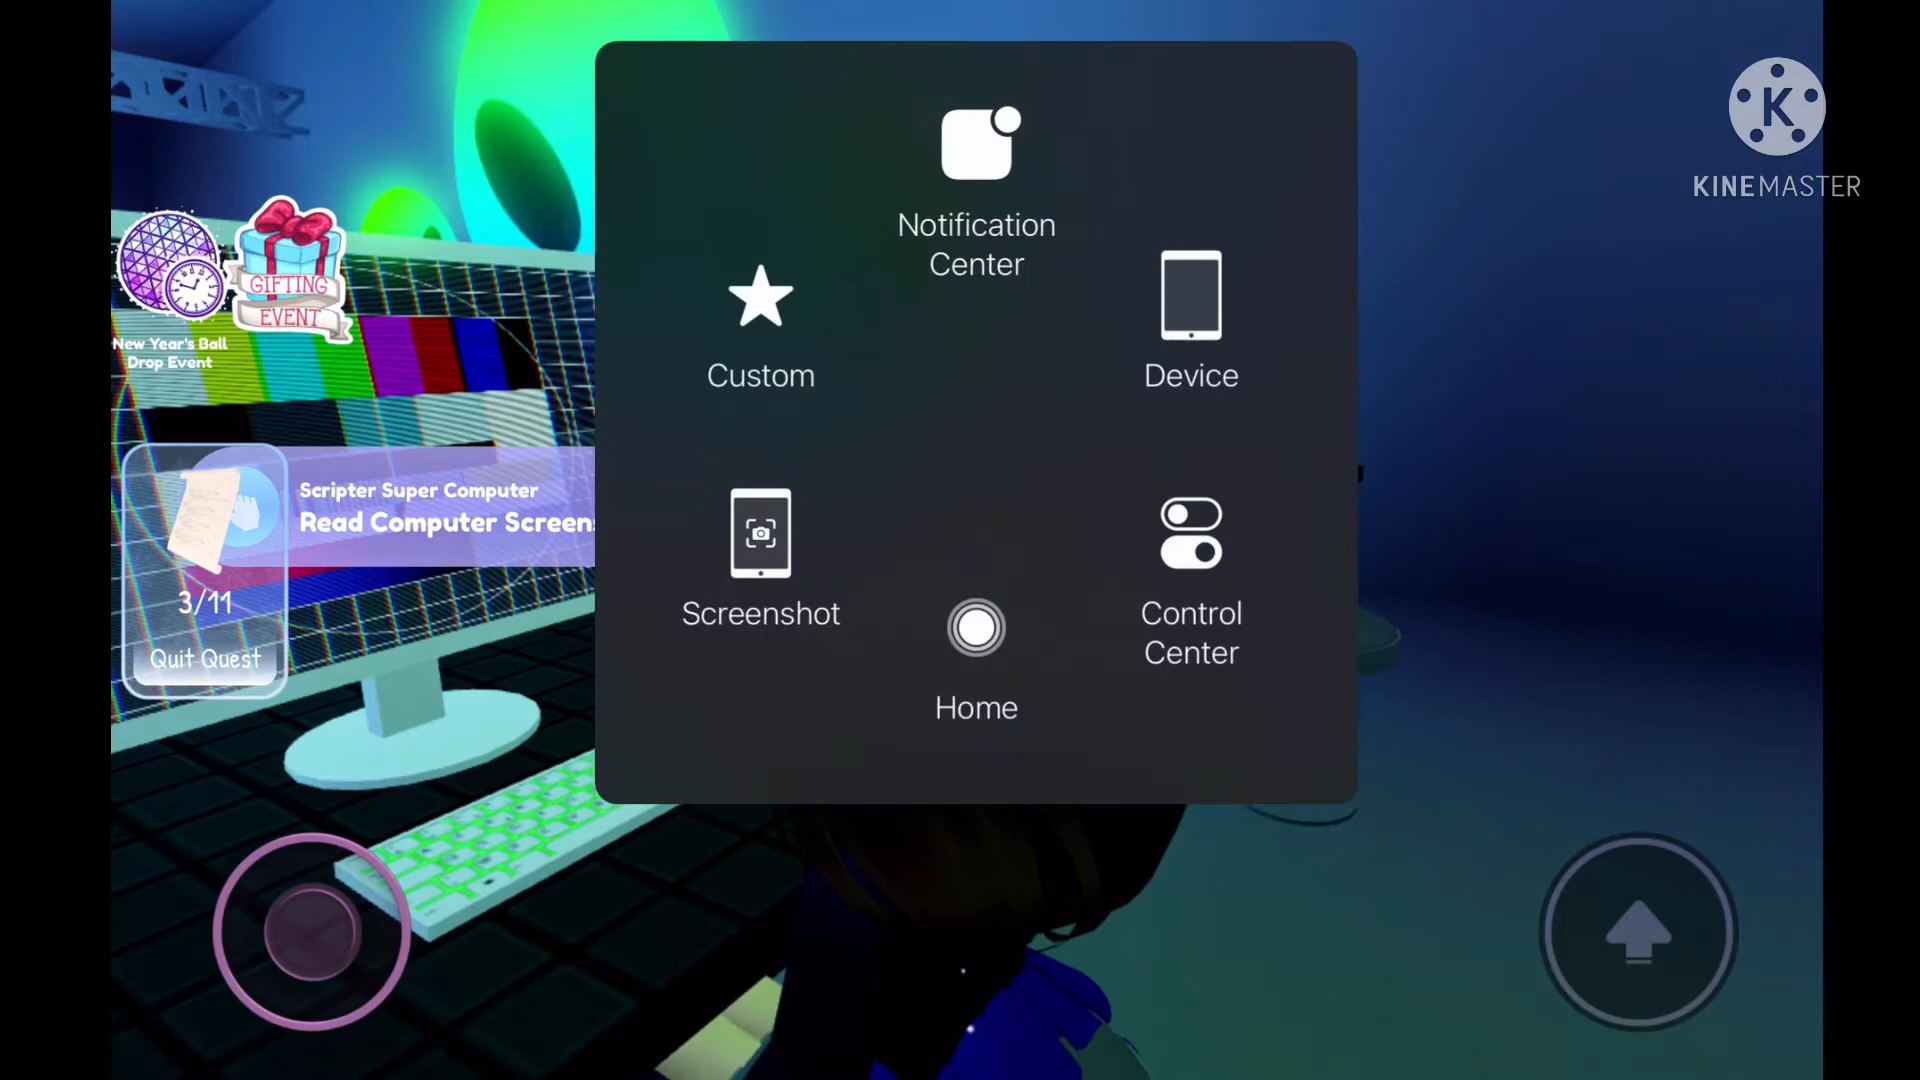 KINEMASTER
Notification
Center
Custom
Device
GIFTING
EVENT
New Year's Ball
Drop Event
Scripter Super Computer
Read Computer Screens
3/11
Quit Quest
Screenshot
Control
Center
Home